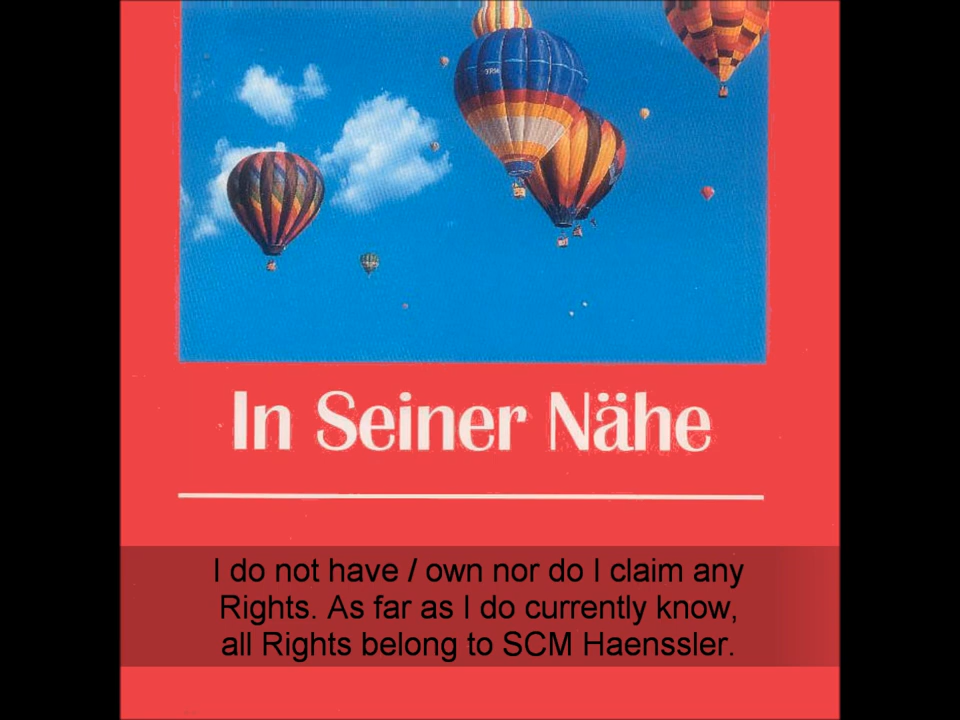 In Seiner Nähe
I do not have / own nor do I claim any
Rights. As far as I do currently know,
all Rights belong to SCM Haenssler.